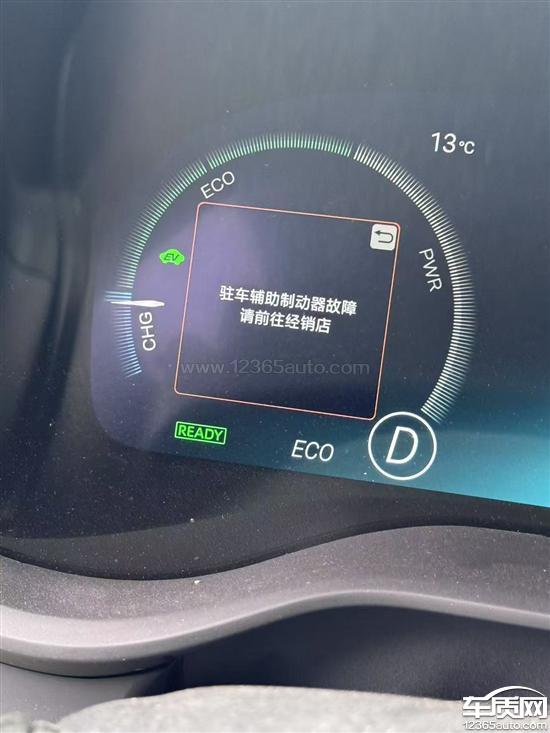 13℃
ECO
PWR
EV
驻车辅助制动器故障
请前往经销店
CHG
www.12365auto.com
READY
ECO
D
车质网
12365auto.com